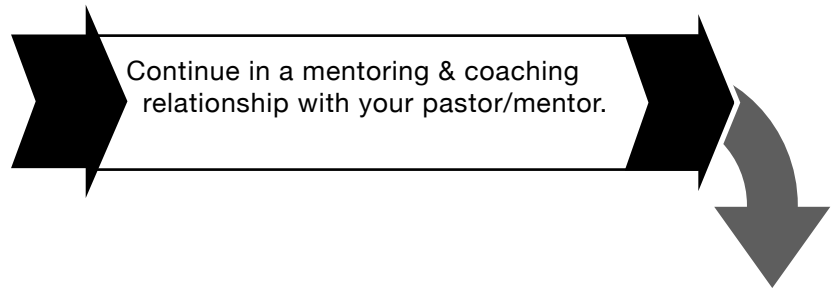 Continue in a mentoring & coaching
relationship with your pastor/mentor.